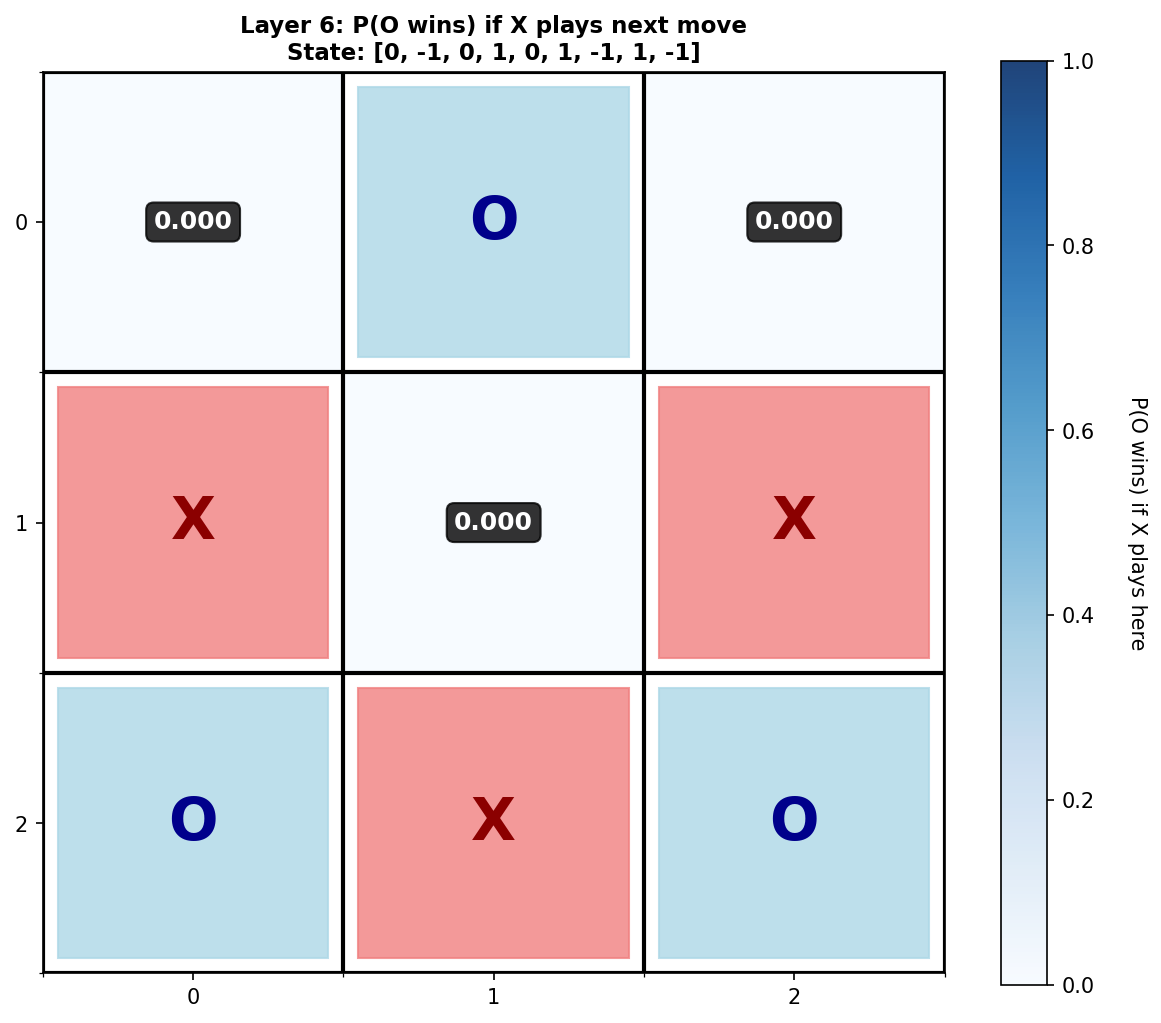 Layer 6: P(O wins) if X plays next move
State: [0, -1, 0, 1, 0, 1, -1, 1, -1]
0
0.000
O
0.000
1
X
0.000
X
2
O
X
O
0
1
2
1.0
0.8
0.6
0.4
0.2
0.0
P(O wins) if X plays here